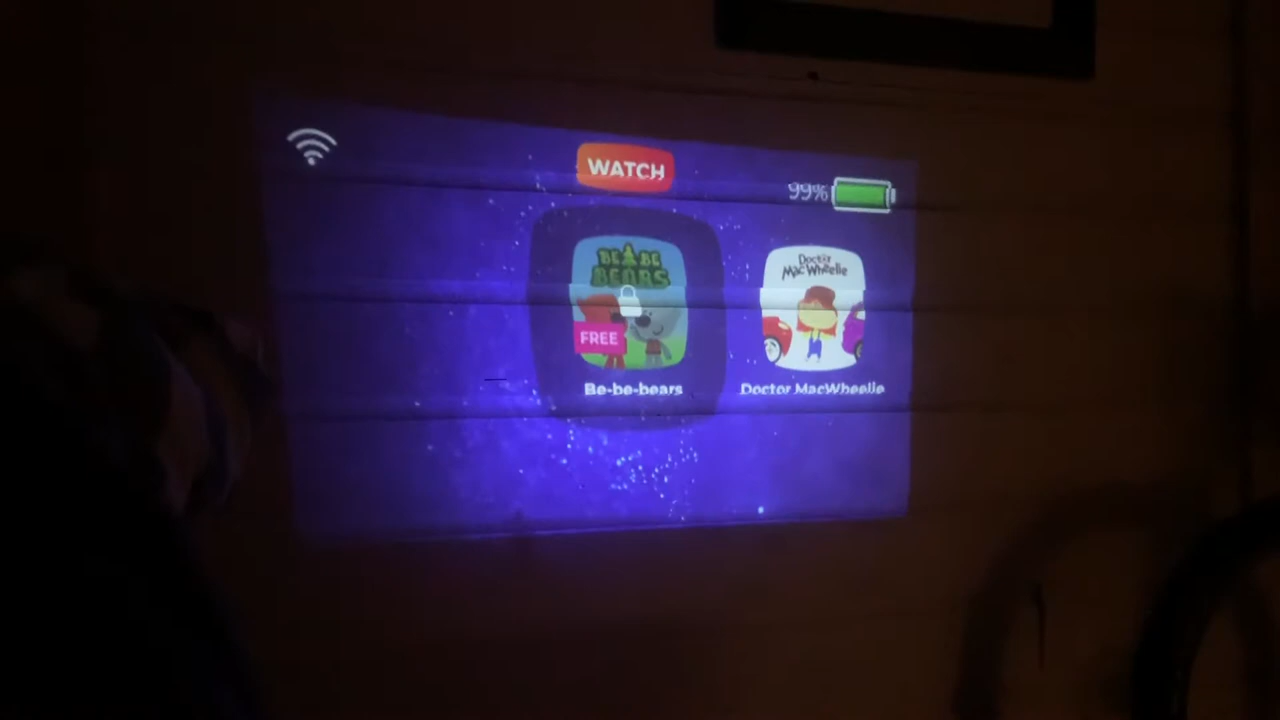 WATCH
99%
BE BE
BEARS
FREE
Be-be-bears
Doctor
MacWheelie
Doctor MacWheelie